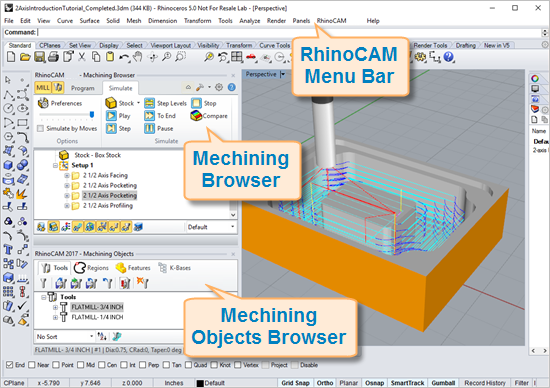 2AxisIntroductionTutorial_Completed.3dm (344 KB) - Rhinoceros 5.0 Not For Resale Lab - [Perspective]
File Edit View Curve Surface Solid Mesh Dimension Transform Tools Analyze Render Panels RhinoCAM Help
Command:
Standard CPlanes Set View Display Select Viewport Layout Visibility Transform Curve Tools Render Tools Drafting New in V5
RhinoCAM
Menu Bar
RhinoCAM - Machining Browser
MILL Program Simulate
Preferences
Simulate by Moves
Options
Stock Step Levels Stop
Play To End Compare
Step Pause
Simulate
Stock - Box Stock
Setup 1
2 1/2 Axis Facing
2 1/2 Axis Pocketing
2 1/2 Axis Pocketing
2 1/2 Axis Profiling
Default
Mechining
Browser
Perspective
RhinoCAM 2017 - Machining Objects
Tools Regions Features K-Bases
Tools
FLATMILL- 3/4 INCH
FLATMILL- 1/4 INCH
No Sort
FLATMILL- 3/4 INCH | #1 | Dia:0.75, CRad:0, Taper:0 de
Mechining
Objects Browser
Name
Default
2-axis
End Near Point Mid Cen Int Perp Tan Quad Knot Vertex Project Disable
CPlane x -5.790 y 7.646 z 0.000 Inches Default Grid Snap Ortho Planar Osnap SmartTrack Gumball Record History Filter